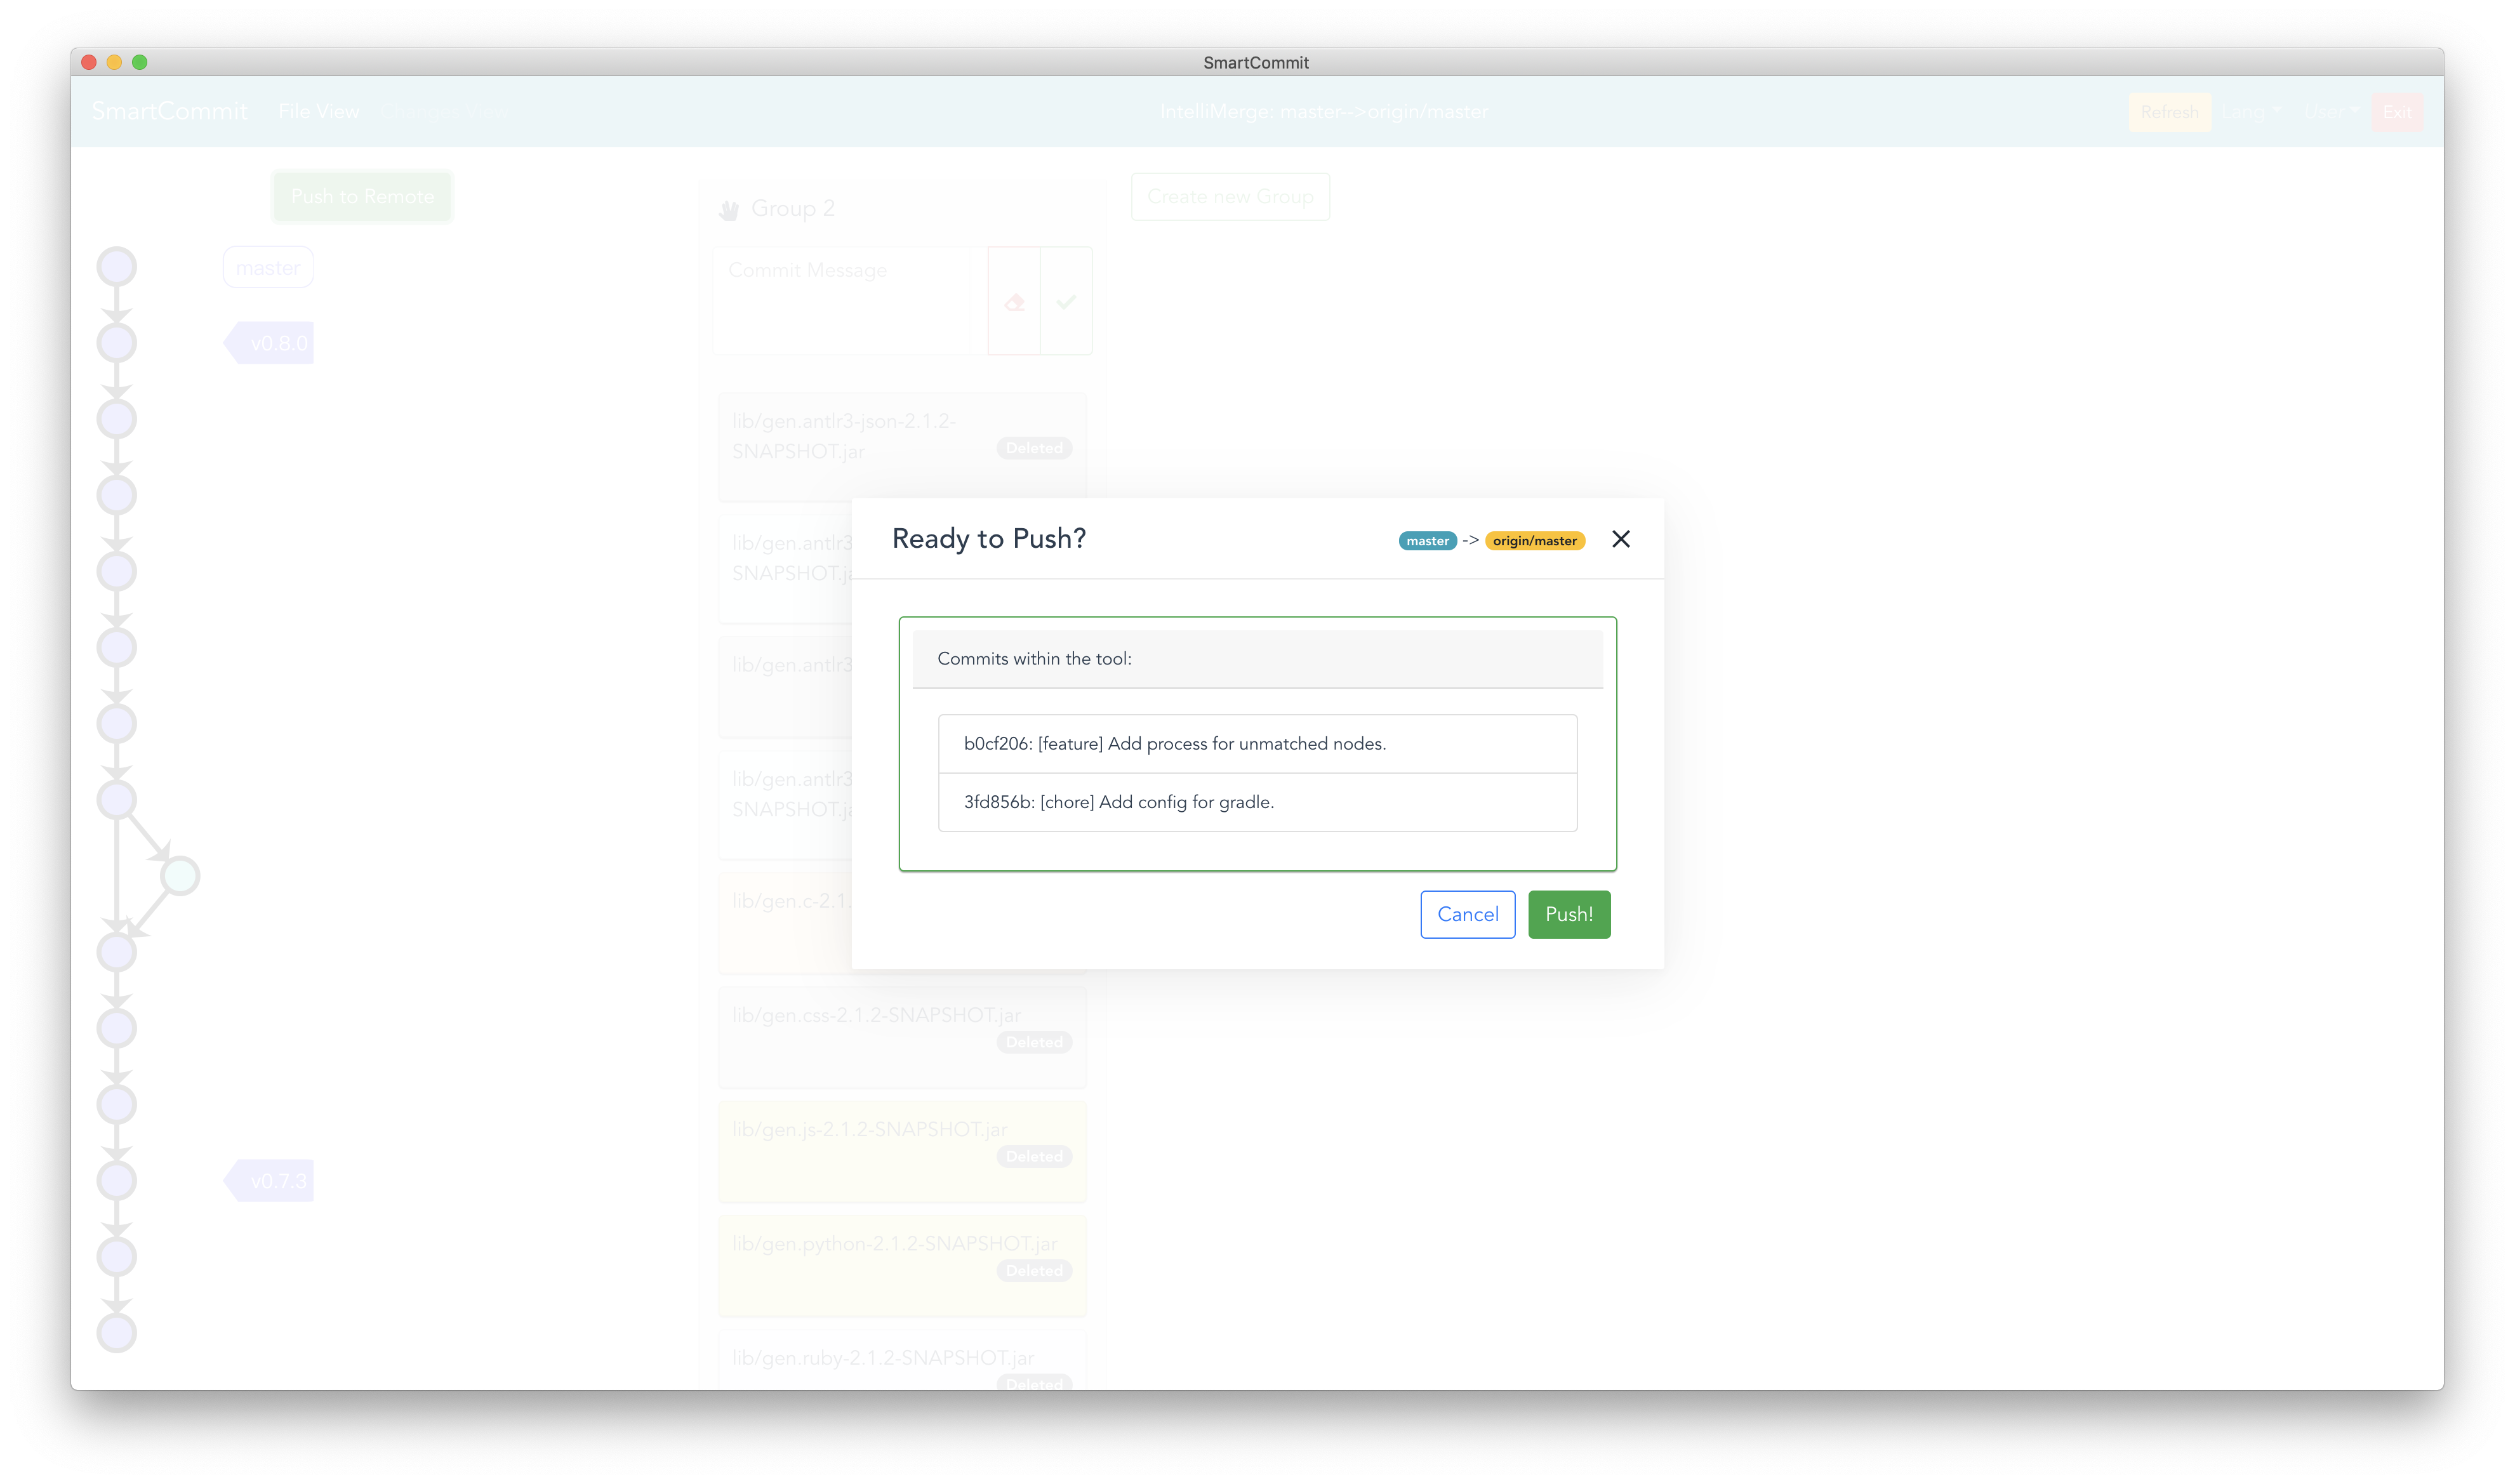 SmartCommit
SmartCommit File View
IntelliMerge: master-->origin/master
Refresh Lang User Exit
Push to Remote
master
v0.8.0
v0.7.3
Group 2
Create new Group
Commit Message
lib/gen.antlr3-json-2.1.2-
SNAPSHOT.jar
Deleted
lib/gen.antlr3
SNAPSHOT.ja
lib/gen.antlr3
lib/gen.antlr3
SNAPSHOT.ja
lib/gen.c-2.1.
lib/gen.css-2.1.2-SNAPSHOT.jar
Deleted
lib/gen.js-2.1.2-SNAPSHOT.jar
Deleted
lib/gen.python-2.1.2-SNAPSHOT.jar
Deleted
lib/gen.ruby-2.1.2-SNAPSHOT.jar
Deleted
Ready to Push?
master -> origin/master
Commits within the tool:
b0cf206: [feature] Add process for unmatched nodes.
3fd856b: [chore] Add config for gradle.
Cancel Push!